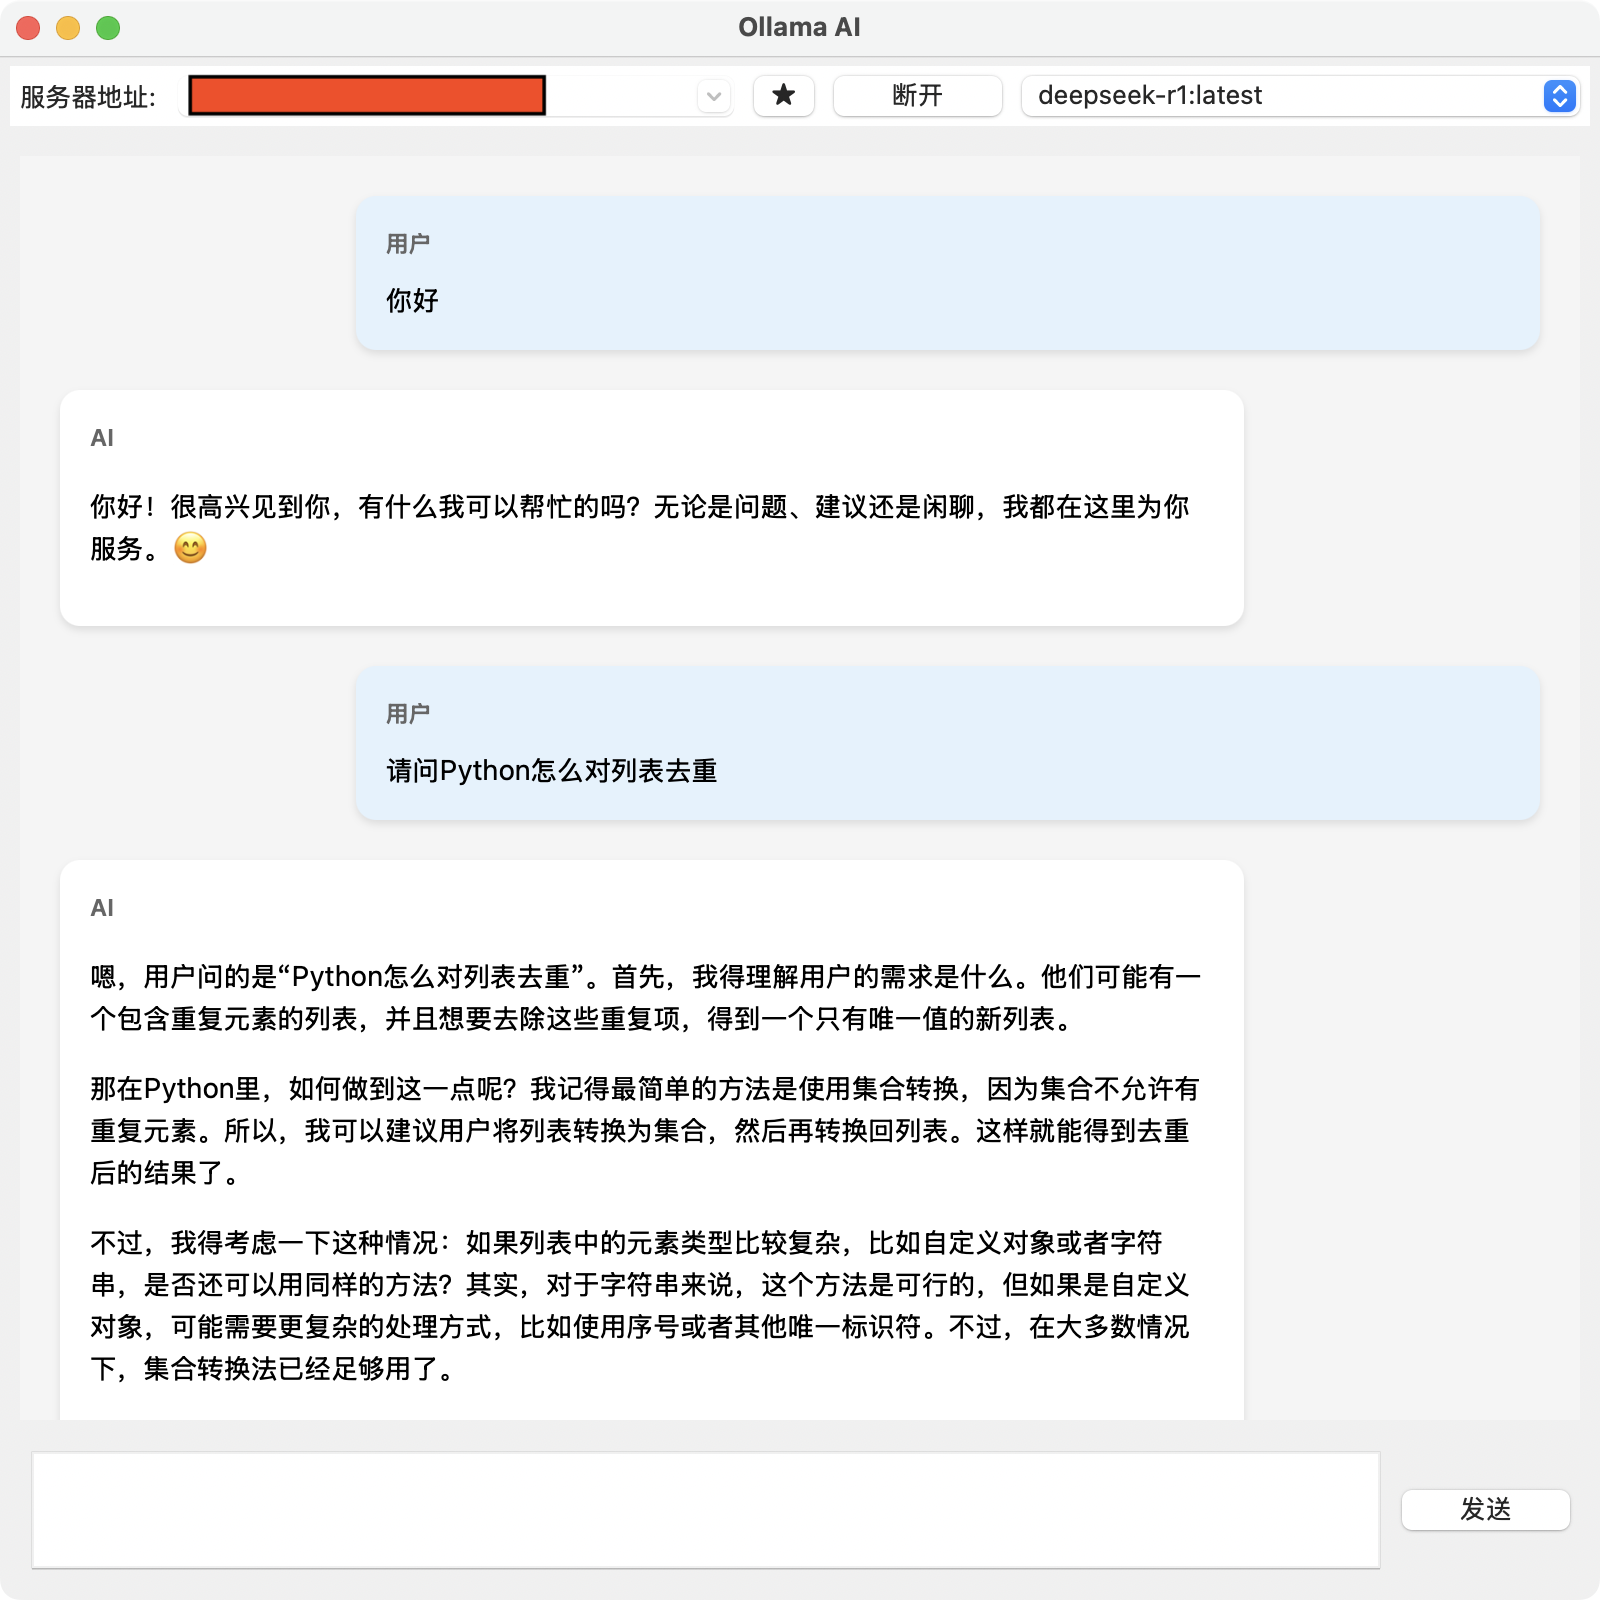 Ollama AI
服务器地址: ★ 断开 deepseek-r1:latest
用户
你好
AI
你好！很高兴见到你，有什么我可以帮忙的吗？无论是问题、建议还是闲聊，我都在这里为你
服务。😊
用户
请问Python怎么对列表去重
AI
嗯，用户问的是“Python怎么对列表去重”。首先，我得理解用户的需求是什么。他们可能有一
个包含重复元素的列表，并且想要去除这些重复项，得到一个只有唯一值的新列表。
那在Python里，如何做到这一点呢？我记得最简单的方法是使用集合转换，因为集合不允许有
重复元素。所以，我可以建议用户将列表转换为集合，然后再转换回列表。这样就能得到去重
后的结果了。
不过，我得考虑一下这种情况：如果列表中的元素类型比较复杂，比如自定义对象或者字符
串，是否还可以用同样的方法？其实，对于字符串来说，这个方法是可行的，但如果是自定义
对象，可能需要更复杂的处理方式，比如使用序号或者其他唯一标识符。不过，在大多数情况
下，集合转换法已经足够用了。
发送